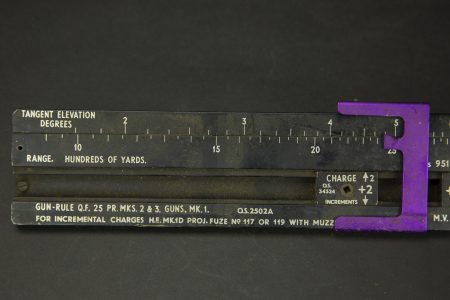 TANGENT ELEVATION
DEGREES
2 3 4 5
10 15 20 25
RANGE. HUNDREDS OF YARDS.
951
CHARGE 2
O.S.
34524 +2
INCREMENTS
GUN-RULE Q.F. 25 PR. MKS. 2 & 3, GUNS, MK.1. O.S.2502A
M.V.
FOR INCREMENTAL CHARGES H.E. MK.1D PROJ. FUZE Nº 117 OR 119 WITH MUZZ